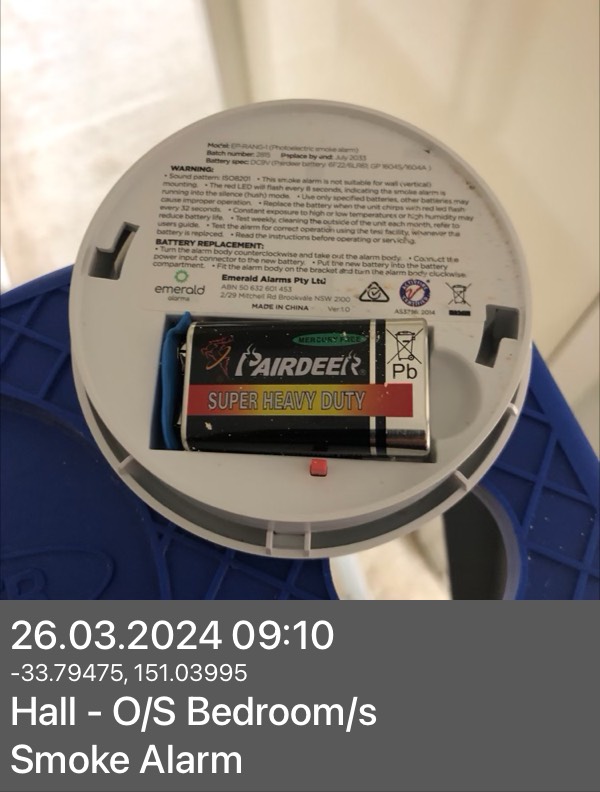 Model: EM-RAND-1 (Photoelectric smoke alarm)
Batch number: 2813 Replace by unit: July 2033
Battery spec: DC9V (Pairdeer battery: 6F22/6LR61; GP 1604S/1604A)
WARNING:
• Sound pattern: ISO8201 • This smoke alarm is not suitable for wall (vertical)
mounting. • The red LED will flash every 8 seconds, indicating the smoke alarm is
running into the silence (hush) mode. • Use only specified batteries, other batteries may
cause improper operation. • Replace the battery when the unit chirps with red led flash
every 32 seconds. • Constant exposure to high or low temperatures or high humidity may
reduce battery life. • Test weekly, cleaning the outside of the unit each month, refer to
users guide. • Test the alarm for correct operation using the test facility, whenever the
battery is replaced. • Read the instructions before operating or servicing.
BATTERY REPLACEMENT:
• Turn the alarm body counterclockwise and take out the alarm body. • Connect the
power input connector to the new battery. • Put the new battery into the battery
compartment. • Fit the alarm body on the bracket and turn the alarm body clockwise.
emerald
alarms
Emerald Alarms Pty Ltd
ABN 50 632 601 453
2/29 Mitchell Rd Brookvale NSW 2100
MADE IN CHINA Ver:1.0
AS3786: 2014
MERCURY FREE
PAIRDEER
SUPER HEAVY DUTY
Pb
26.03.2024 09:10
-33.79475, 151.03995
Hall - O/S Bedroom/s
Smoke Alarm